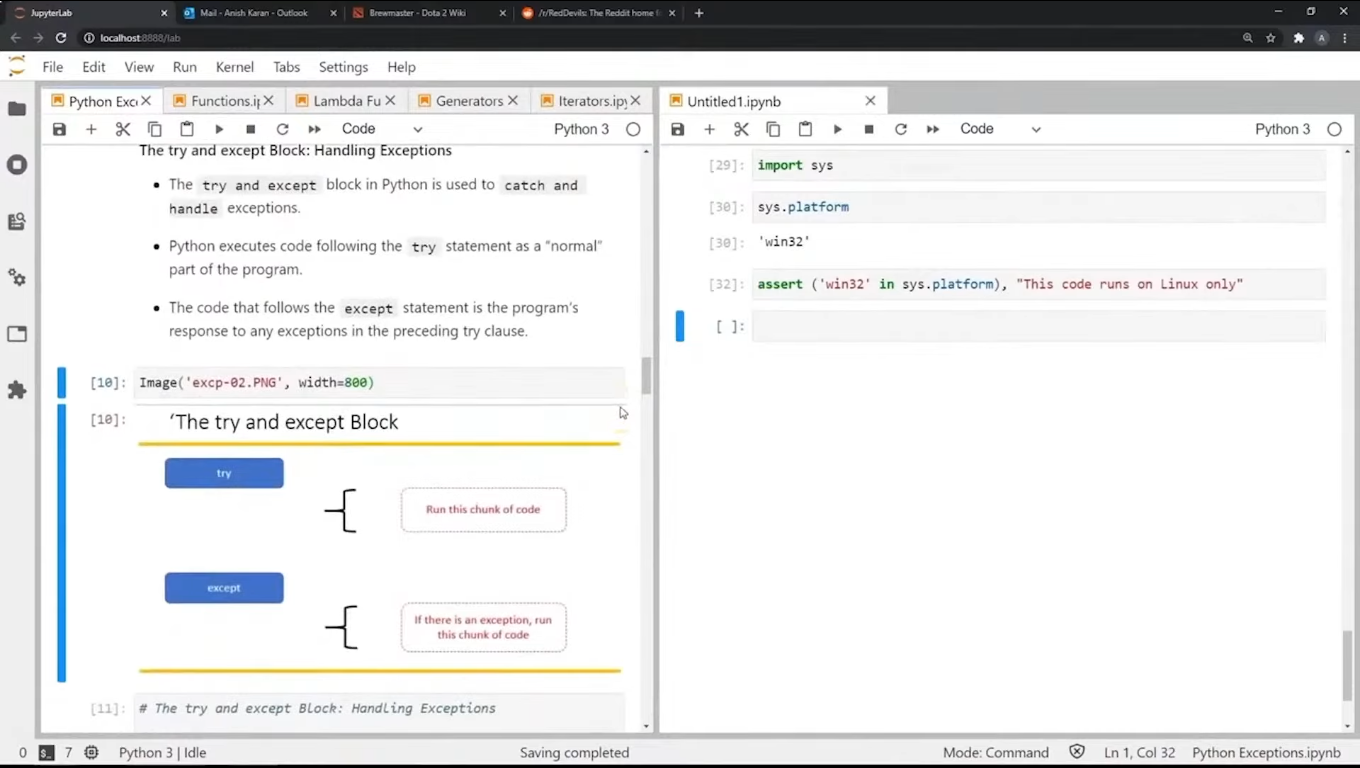 JupyterLab
Mail - Anish Karan - Outlook
Brewmaster - Dota 2 Wiki
/r/RedDevils: The Reddit home
localhost:8888/lab
A
File Edit View Run Kernel Tabs Settings Help
Python Exc
Functions.i
Lambda Fu
Generators
Iterators.ipy
Code
Python 3
The try and except Block: Handling Exceptions
The try and except block in Python is used to catch and
handle exceptions.
Python executes code following the try statement as a "normal"
part of the program.
The code that follows the except statement is the program's
response to any exceptions in the preceding try clause.
[10]: Image('excp-02.PNG', width=800)
[10]:
‘The try and except Block
try
Run this chunk of code
except
If there is an exception, run
this chunk of code
[11]: # The try and except Block: Handling Exceptions
Untitled1.ipynb
Code
Python 3
[29]: import sys
[30]: sys.platform
[30]: 'win32'
[32]: assert ('win32' in sys.platform), "This code runs on Linux only"
[ ]:
0 $_ 7 Python 3 | Idle
Saving completed
Mode: Command
Ln 1, Col 32
Python Exceptions.ipynb